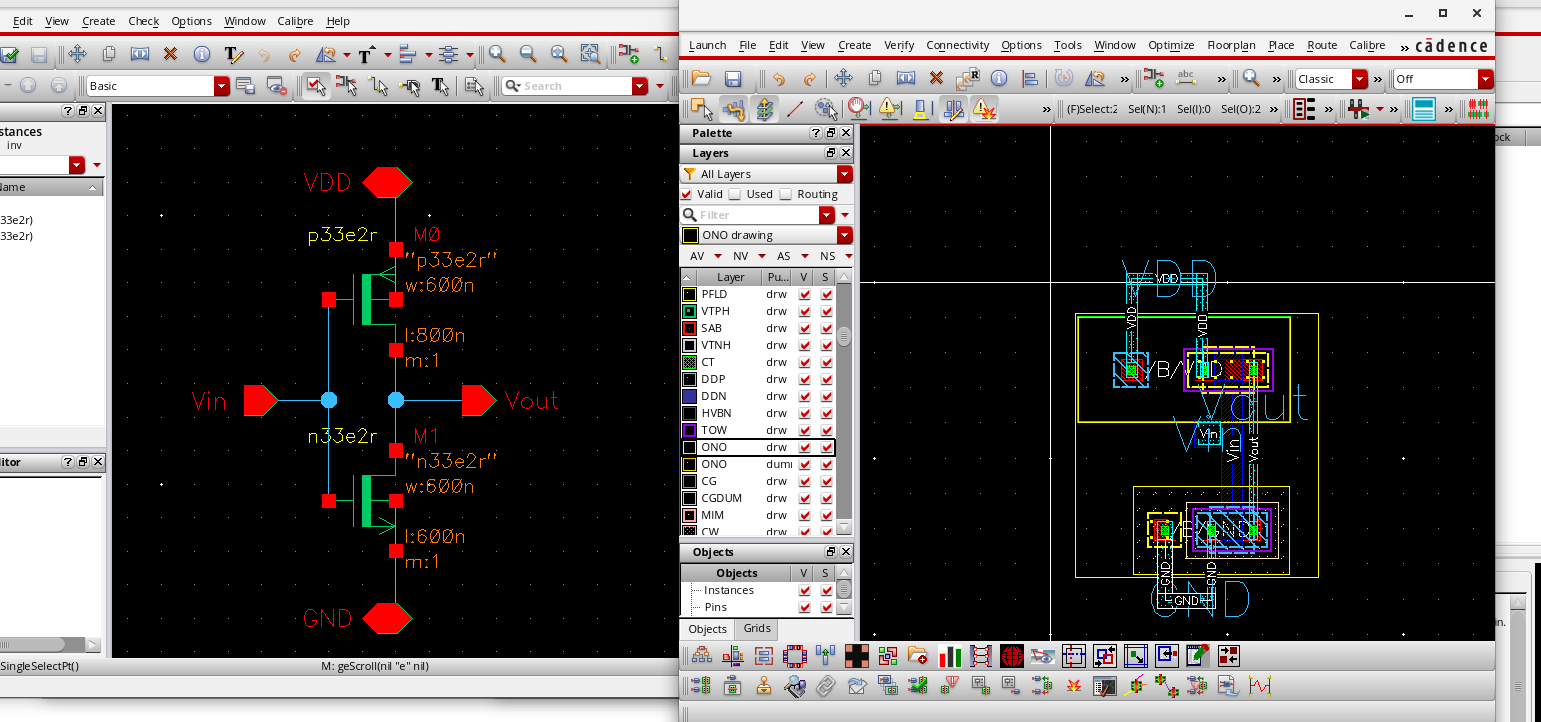 Edit View Create Check Options Window Calibre Help
Basic
Search
stances
inv
Name
33e2r)
33e2r)
itor
VDD
p33e2r M0
"p33e2r"
w:600n
l:800n
m:1
Vin
Vout
n33e2r M1
"n33e2r"
w:600n
l:600n
m:1
GND
SingleSelectPt()
M: geScroll(nil "e" nil)
Launch File Edit View Create Verify Connectivity Options Tools Window Optimize Floorplan Place Route Calibre » cādence
R
» » » Classic » Off
abc
» (F)Select:2 Sel(N):1 Sel(I):0 Sel(O):2 » » » »
Palette
Layers
All Layers
Valid Used Routing
Filter
ONO drawing
AV NV AS NS
Layer Pu... V S
PFLD drw
VTPH drw
SAB drw
VTNH drw
CT drw
DDP drw
DDN drw
HVBN drw
TOW drw
ONO drw
ONO dum
CG drw
CGDUM drw
MIM drw
CW drw
Objects
Objects V S
Instances
Pins
Objects Grids
VDD
VDD
VDD
VDD
Vout
Vin
Vin
Vin
Vout
GND
GND
GND
GND
ock
in.